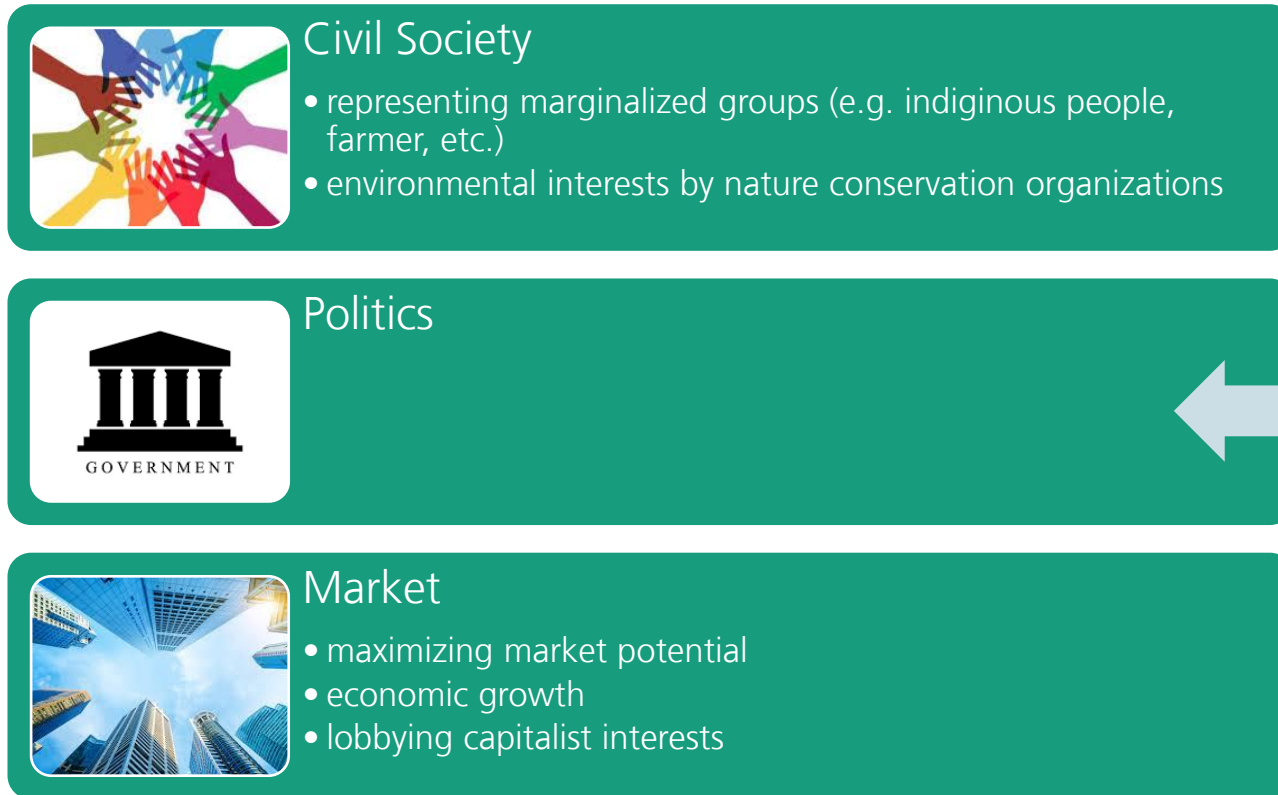 Civil Society
• representing marginalized groups (e.g. indiginous people,
farmer, etc.)
• environmental interests by nature conservation organizations
Politics
GOVERNMENT
Market
• maximizing market potential
• economic growth
• lobbying capitalist interests